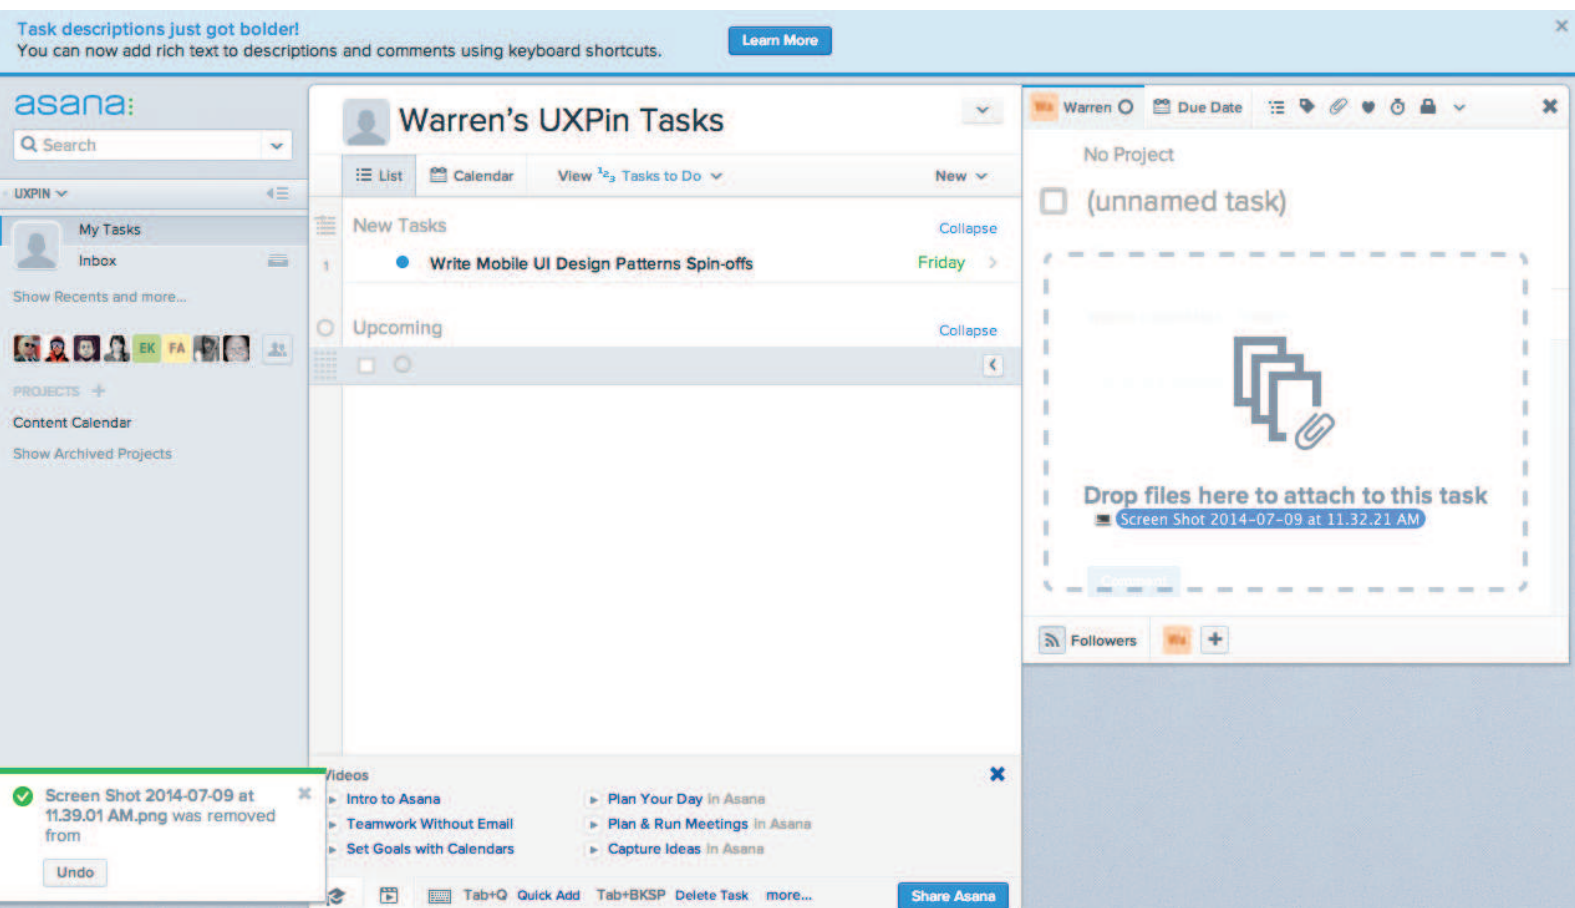 Task descriptions just got bolder!
You can now add rich text to descriptions and comments using keyboard shortcuts.
Learn More
asana:
Search
UXPIN
My Tasks
Inbox
Show Recents and more...
EK
FA
PROJECTS +
Content Calendar
Show Archived Projects
Warren's UXPin Tasks
List
Calendar
View 123 Tasks to Do
New
New Tasks
Collapse
1
Write Mobile UI Design Patterns Spin-offs
Friday
Upcoming
Collapse
Wa
Warren
Due Date
No Project
(unnamed task)
Drop files here to attach to this task
Screen Shot 2014-07-09 at 11.32.21 AM
Comment
Followers
Wa
Screen Shot 2014-07-09 at
11.39.01 AM.png was removed
from
Undo
Videos
Intro to Asana
Teamwork Without Email
Set Goals with Calendars
Plan Your Day in Asana
Plan & Run Meetings in Asana
Capture Ideas in Asana
Tab+Q Quick Add Tab+BKSP Delete Task more...
Share Asana